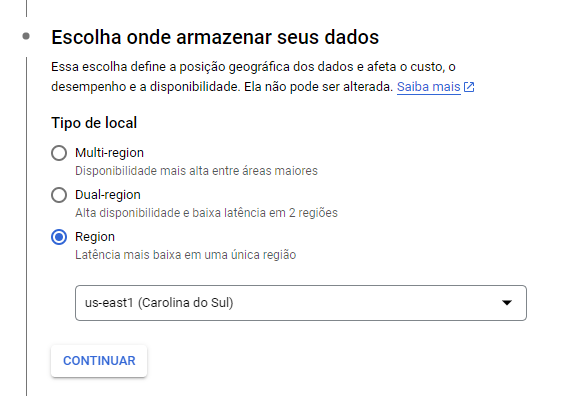 Escolha onde armazenar seus dados
Essa escolha define a posição geográfica dos dados e afeta o custo, o
desempenho e a disponibilidade. Ela não pode ser alterada. Saiba mais
Tipo de local
Multi-region
Disponibilidade mais alta entre áreas maiores
Dual-region
Alta disponibilidade e baixa latência em 2 regiões
Region
Latência mais baixa em uma única região
us-east1 (Carolina do Sul)
CONTINUAR